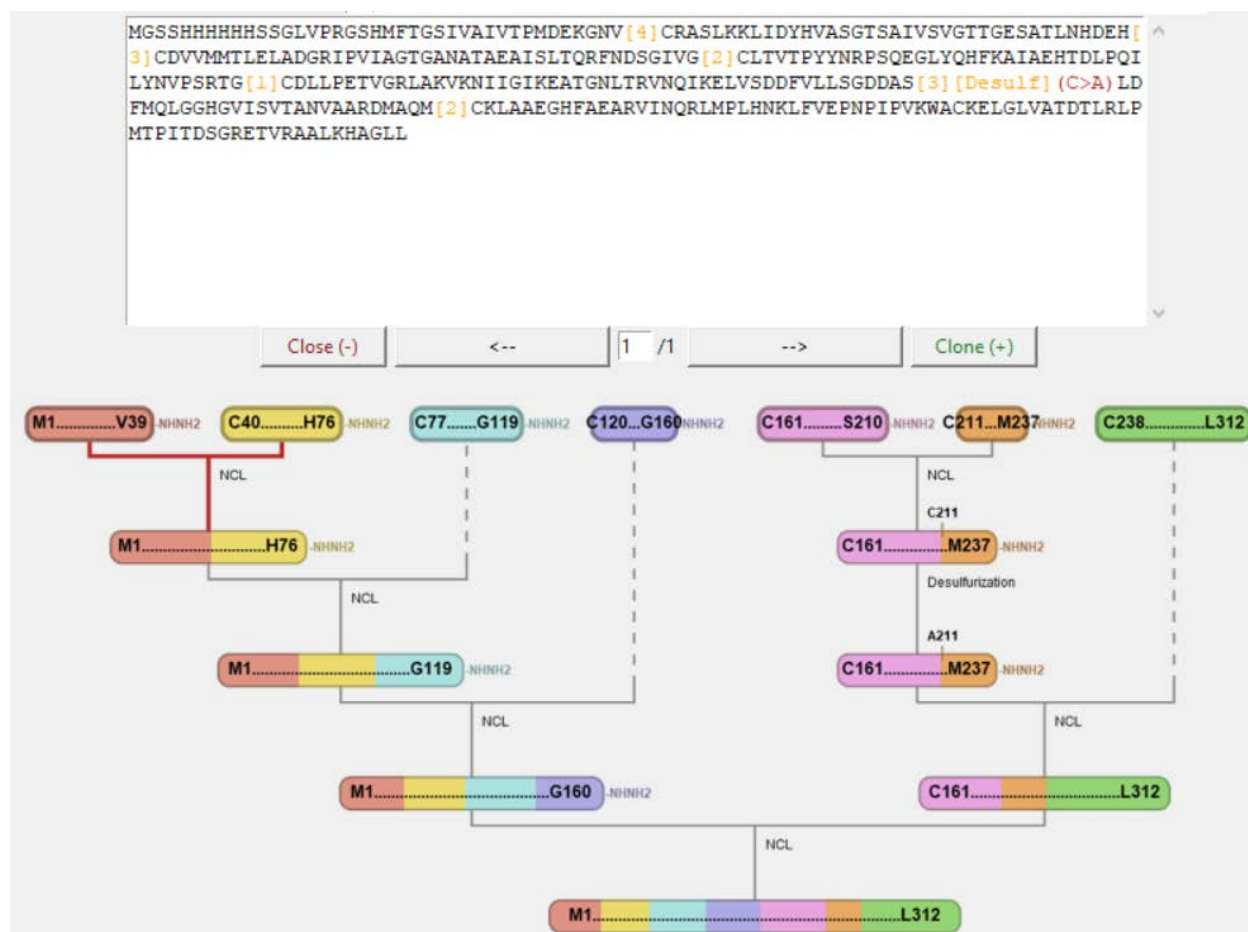 MGSSHHHHHHSSGLVPRGSHMFTGSIVAIVTPMDEKGNV[4]CRASLKKLIDYHVASGTSAIVSVGTTGESATLNHDEH[
3]CDVVMMTLELADGRIPVIAGTGANATAEAISLTQRFNDSGIVG[2]CLTVTPYYNRPSQEGLYQHFKAIAEHTDLPQI
LYNVPSRTG[1]CDLLPETVGRLAKVKNIIGIKEATGNLTRVNQIKELVSDDFVLLSGDDAS[3][Desulf](C>A)LD
FMQLGGHGVISVTANVAARDMAQM[2]CKLAAEGHFAEARVINQRLMPLHNKLFVEPNPIPVKWACKELGLVATDTLRLP
MTPITDSGRETVRAALKHAGLL
Close (-) <-- 1 /1 --> Clone (+)
M1..............V39 -NHNH2 C40...........H76 -NHNH2 C77.......G119 -NHNH2 C120...G160 NHNH2 C161.........S210 -NHNH2 C211...M237 NHNH2 C238...................L312
NCL NCL
C211
M1..............................H76 -NHNH2 C161................M237 -NHNH2
Desulfurization
NCL
A211
M1.......................................G119 -NHNH2 C161................M237 -NHNH2
NCL NCL
M1....................................................G160 -NHNH2 C161.....................................L312
NCL
M1............................................................................L312